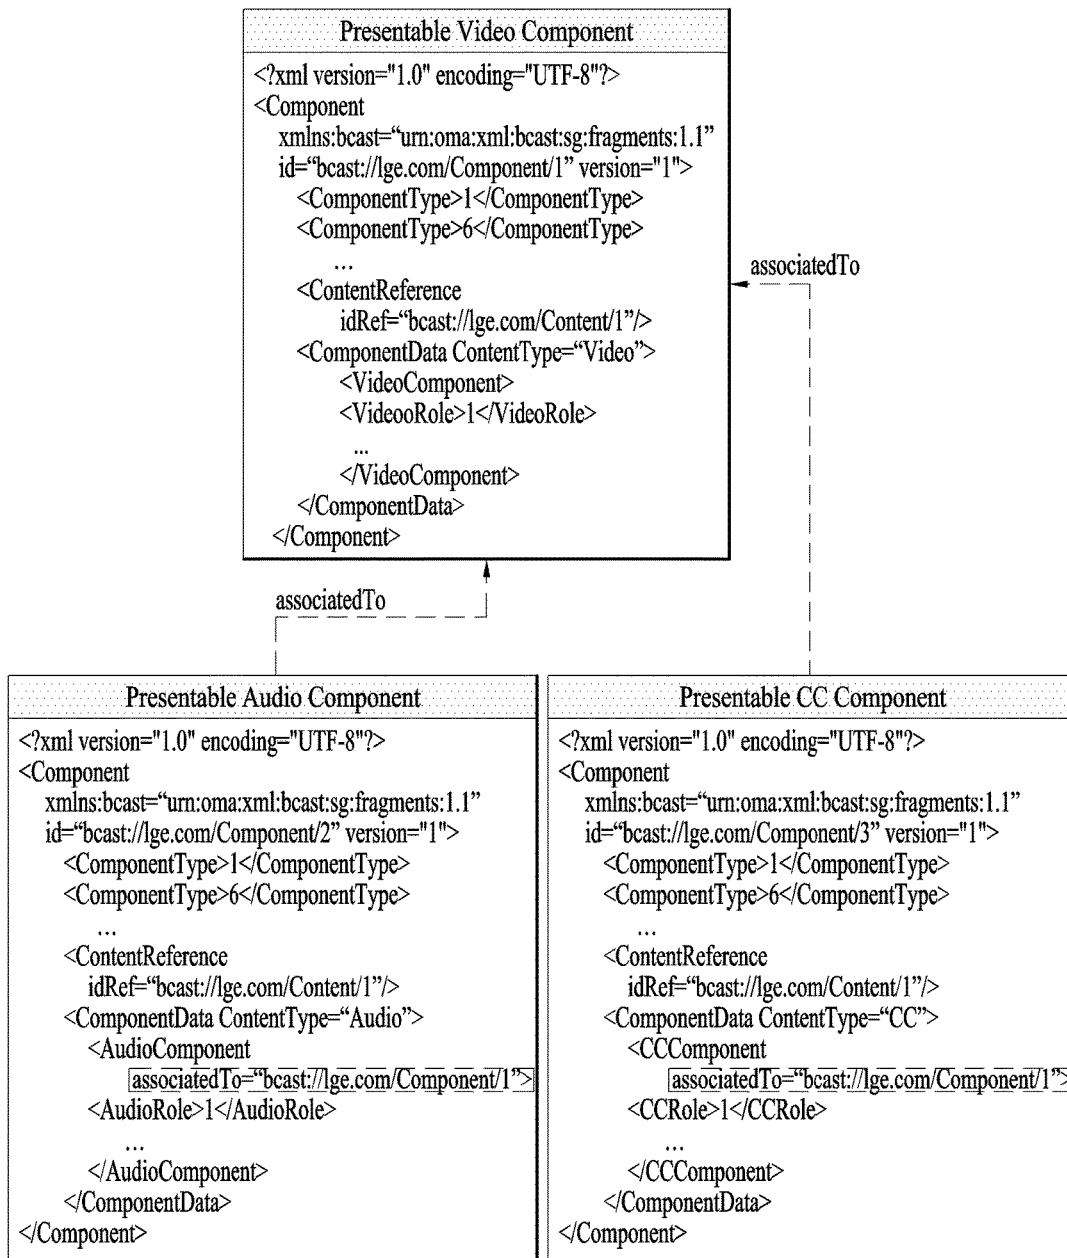 Presentable Video Component
<?xml version="1.0" encoding="UTF-8"?>
<Component
xmlns:bcast=“urn:oma:xml:bcast:sg:fragments:1.1”
id=“bcast://lge.com/Component/1” version="1">
<ComponentType>1</ComponentType>
<ComponentType>6</ComponentType>
...
<ContentReference
idRef=“bcast://lge.com/Content/1”/>
<ComponentData ContentType=“Video”>
<VideoComponent>
<VideooRole>1</VideoRole>
...
</VideoComponent>
</ComponentData>
</Component>
associatedTo
associatedTo
Presentable Audio Component
<?xml version="1.0" encoding="UTF-8"?>
<Component
xmlns:bcast=“urn:oma:xml:bcast:sg:fragments:1.1”
id=“bcast://lge.com/Component/2” version="1">
<ComponentType>1</ComponentType>
<ComponentType>6</ComponentType>
...
<ContentReference
idRef=“bcast://lge.com/Content/1”/>
<ComponentData ContentType=“Audio”>
<AudioComponent
associatedTo=“bcast://lge.com/Component/1”>
<AudioRole>1</AudioRole>
...
</AudioComponent>
</ComponentData>
</Component>
Presentable CC Component
<?xml version="1.0" encoding="UTF-8"?>
<Component
xmlns:bcast=“urn:oma:xml:bcast:sg:fragments:1.1”
id=“bcast://lge.com/Component/3” version="1">
<ComponentType>1</ComponentType>
<ComponentType>6</ComponentType>
...
<ContentReference
idRef=“bcast://lge.com/Content/1”/>
<ComponentData ContentType=“CC”>
<CCComponent
associatedTo=“bcast://lge.com/Component/1”>
<CCRole>1</CCRole>
...
</CCComponent>
</ComponentData>
</Component>